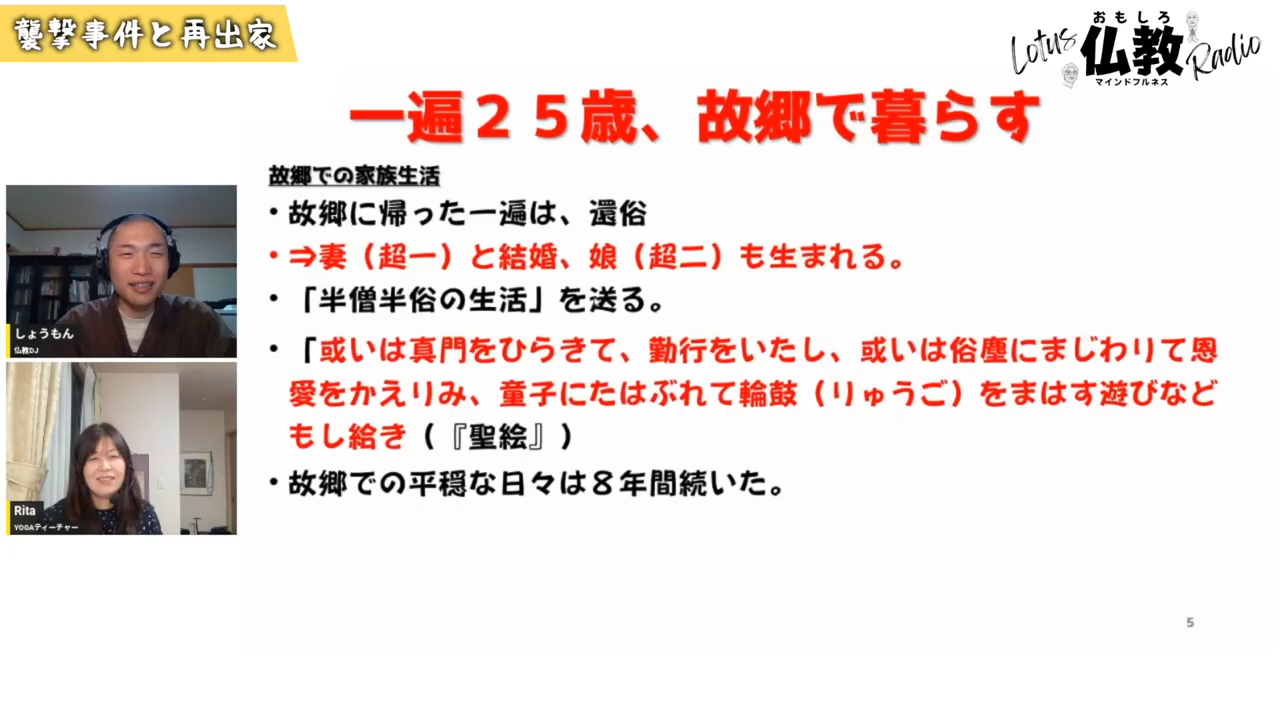 襲撃事件と再出家
おもしろ
Lotus 仏教 Radio
マインドフルネス
一遍２５歳、故郷で暮らす
故郷での家族生活
・故郷に帰った一遍は、還俗
・⇒妻（超一）と結婚、娘（超二）も生まれる。
・「半僧半俗の生活」を送る。
・「或いは真門をひらきて、勤行をいたし、或いは俗塵にまじわりて恩
愛をかえりみ、童子にたはぶれて輪鼓（りゅうご）をまはす遊びなど
もし給き（『聖絵』）
・故郷での平穏な日々は８年間続いた。
しょうもん
仏教DJ
Rita
YOGAティーチャー
5